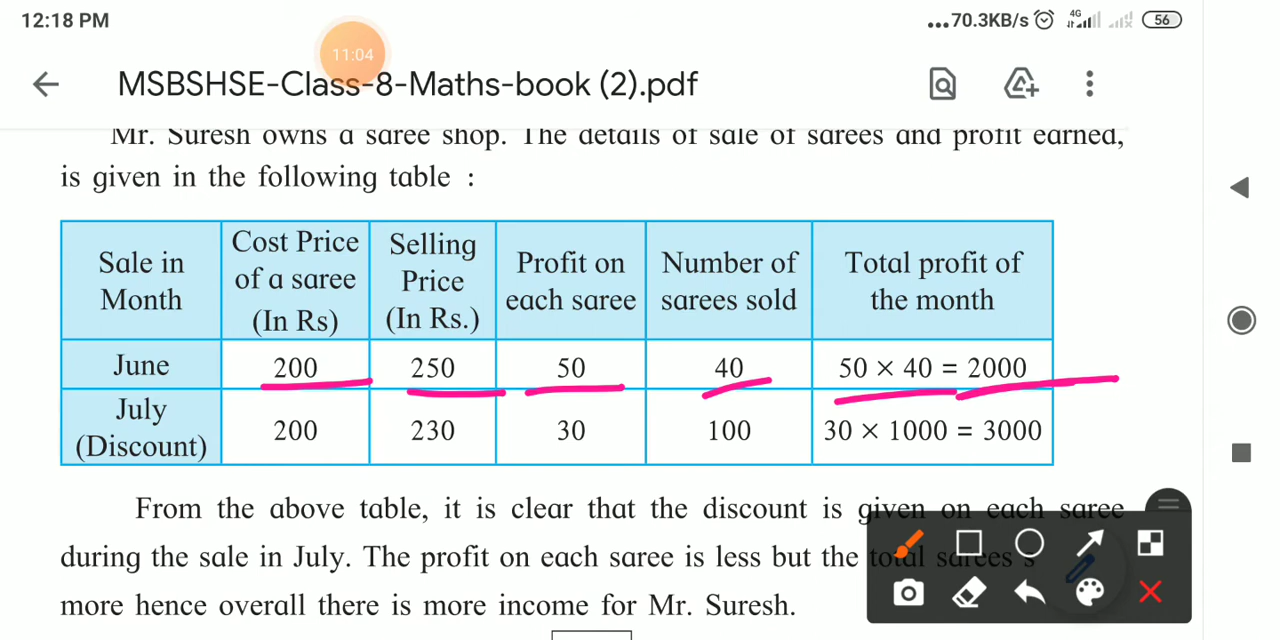 12:18 PM
...70.3KB/s 4G 56
11:04
MSBSHSE-Class-8-Maths-book (2).pdf
Mr. Suresh owns a saree shop. The details of sale of sarees and profit earned,
is given in the following table :
Sale in Month | Cost Price of a saree (In Rs) | Selling Price (In Rs.) | Profit on each saree | Number of sarees sold | Total profit of the month
June | 200 | 250 | 50 | 40 | 50 × 40 = 2000
July (Discount) | 200 | 230 | 30 | 100 | 30 × 1000 = 3000
From the above table, it is clear that the discount is given on each saree
during the sale in July. The profit on each saree is less but the total sarees
more hence overall there is more income for Mr. Suresh.